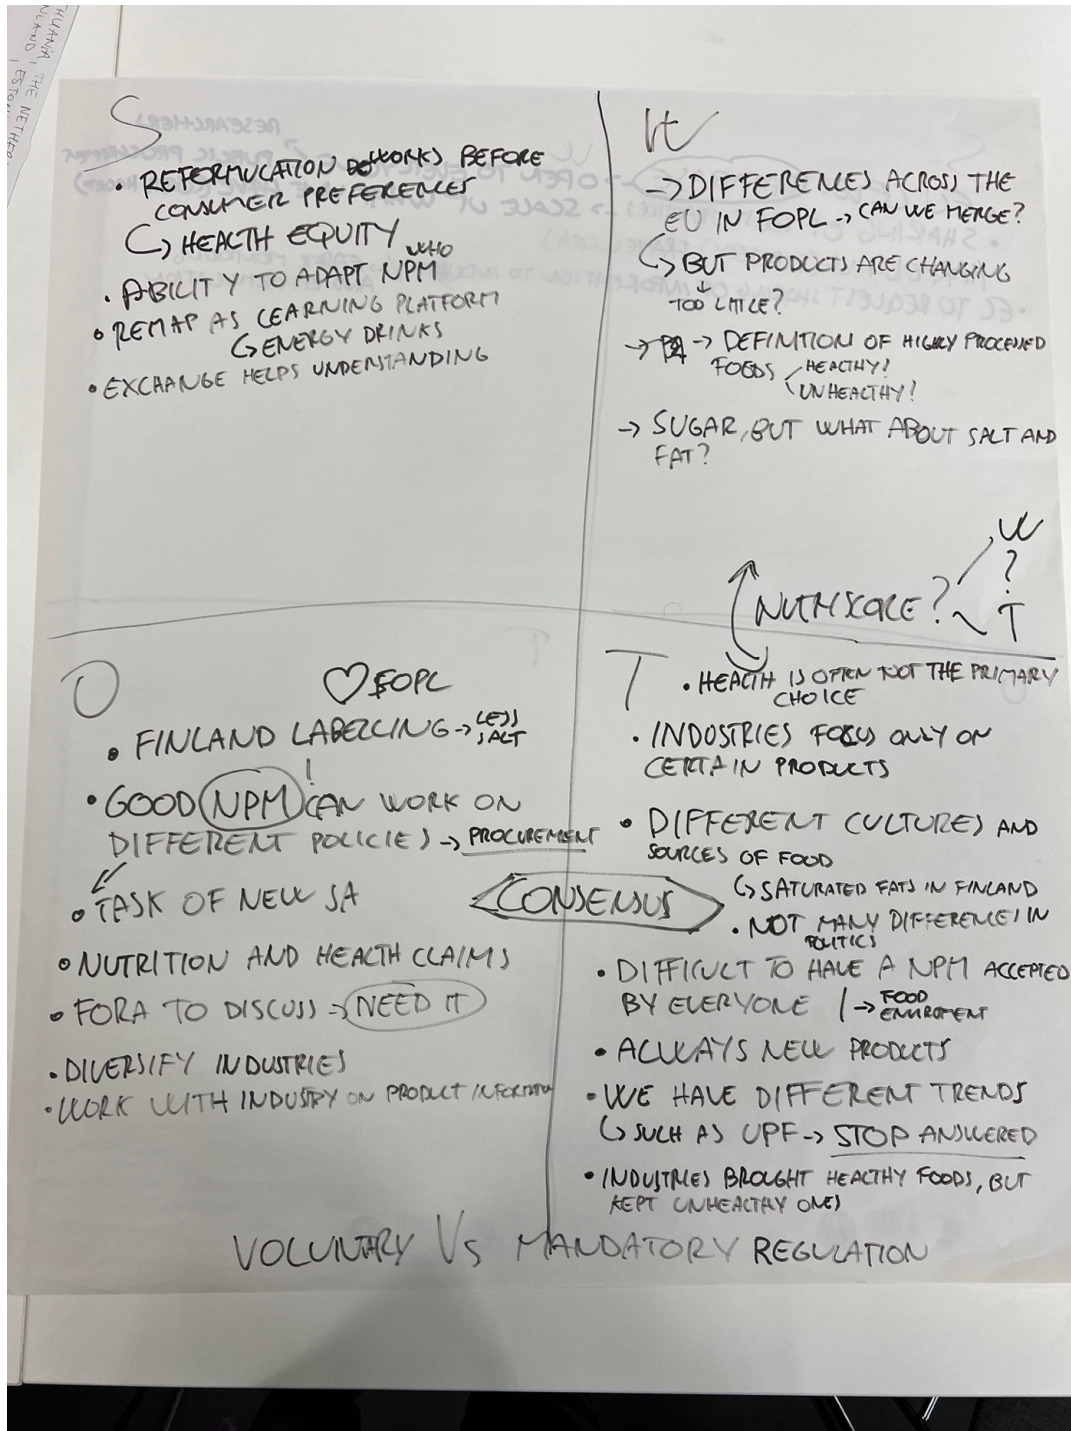 THUANIA, THE NETHER
NLAND, ESTON
S
• REFORMULATION WORKS BEFORE
CONSUMER PREFERENCES
↳ HEALTH EQUITY
• ABILITY TO ADAPT WHO NPM
• REMAP AS LEARNING PLATFORM
↳ ENERGY DRINKS
• EXCHANGE HELPS UNDERSTANDING
W
→ DIFFERENCES ACROSS THE
EU IN FOPL → CAN WE MERGE?
↳ BUT PRODUCTS ARE CHANGING
↓
TOO LITTLE?
→ → DEFINITION OF HIGHLY PROCESSED
FOODS HEALTHY?
UNHEALTHY?
→ SUGAR, BUT WHAT ABOUT SALT AND
FAT?
W
?
NUTRISCORE? ?
T
O
♡ FOPL
• FINLAND LABELLING → LESS
SALT
• GOOD NPM CAN WORK ON
DIFFERENT POLICIES → PROCUREMENT
• TASK OF NEW SA
• NUTRITION AND HEALTH CLAIMS
• FORA TO DISCUSS → NEED IT
• DIVERSIFY INDUSTRIES
• WORK WITH INDUSTRY ON PRODUCT INFORMATION
CONSENSUS
T
• HEALTH IS OFTEN NOT THE PRIMARY
CHOICE
• INDUSTRIES FOCUS ONLY ON
CERTAIN PRODUCTS
• DIFFERENT CULTURES AND
SOURCES OF FOOD
↳ SATURATED FATS IN FINLAND
• NOT MANY DIFFERENCES IN
POLITICS
• DIFFICULT TO HAVE A NPM ACCEPTED
BY EVERYONE | → FOOD
ENVIROMENT
• ALWAYS NEW PRODUCTS
• WE HAVE DIFFERENT TRENDS
↳ SUCH AS UPF → STOP ANSWERED
• INDUSTRIES BROUGHT HEALTHY FOODS, BUT
KEPT UNHEALTHY ONES
VOLUNTARY VS MANDATORY REGULATION